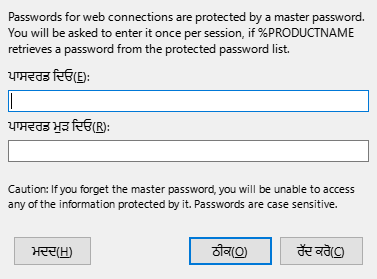 Passwords for web connections are protected by a master password.
You will be asked to enter it once per session, if %PRODUCTNAME
retrieves a password from the protected password list.
ਪਾਸਵਰਡ ਦਿਓ(E):
ਪਾਸਵਰਡ ਮੁੜ ਦਿਓ(R):
Caution: If you forget the master password, you will be unable to access
any of the information protected by it. Passwords are case sensitive.
ਮਦਦ(H) ਠੀਕ(O) ਰੱਦ ਕਰੋ(C)